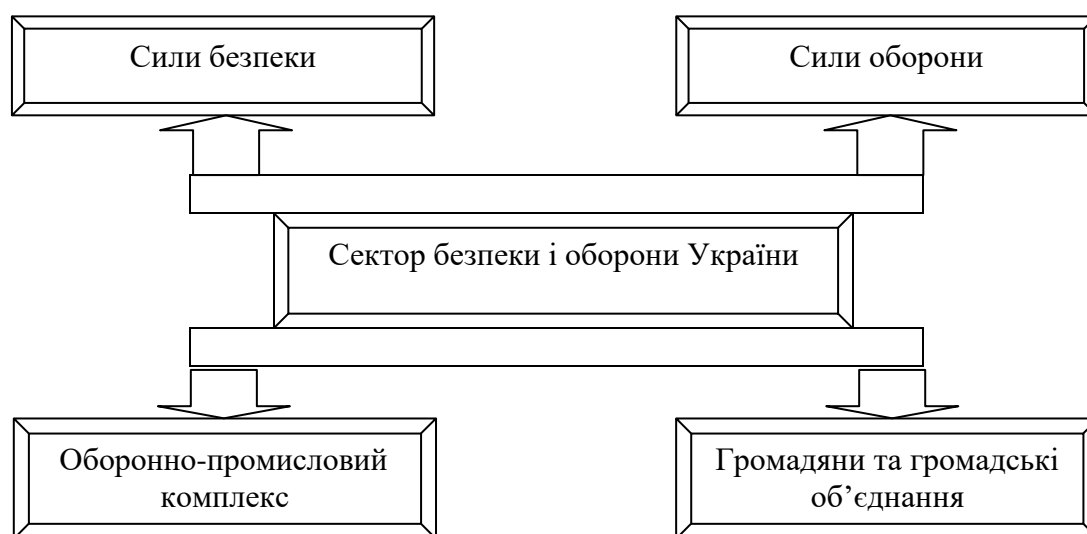 Сили безпеки
Сили оборони
Сектор безпеки і оборони України
Оборонно-промисловий
комплекс
Громадяни та громадські
об’єднання